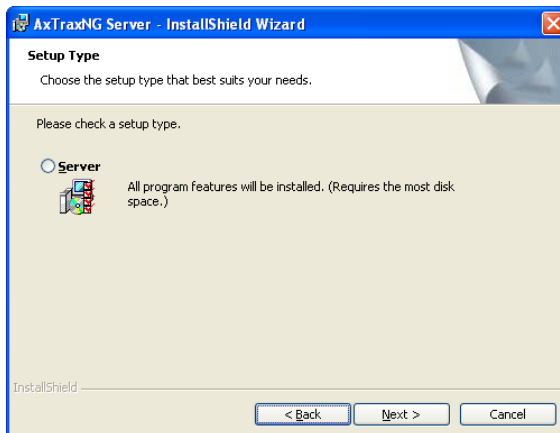 AxTraxNG Server - InstallShield Wizard
Setup Type
Choose the setup type that best suits your needs.
Please check a setup type.
Server
All program features will be installed. (Requires the most disk
space.)
InstallShield
< Back
Next >
Cancel